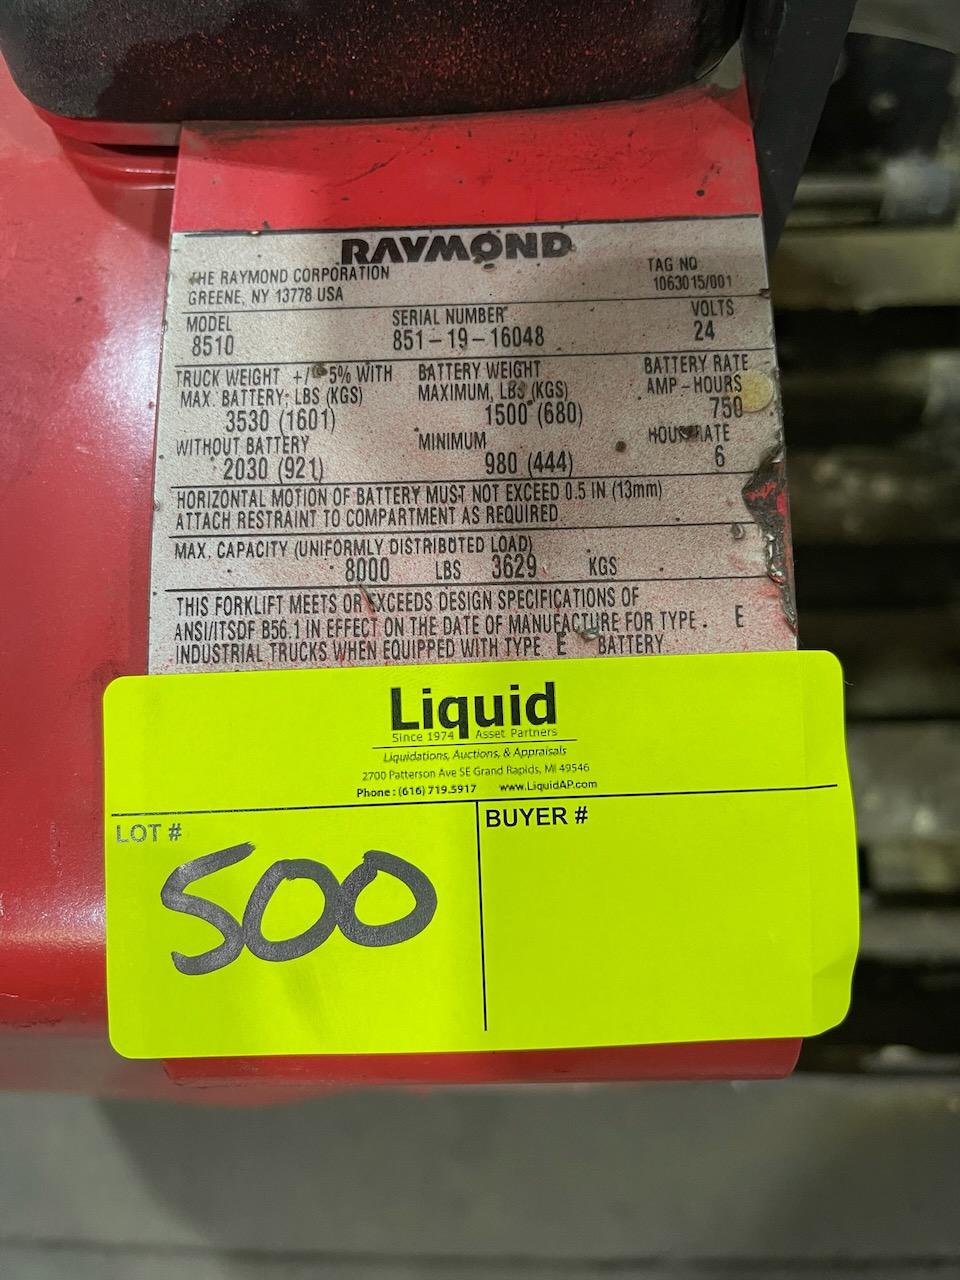 RAYMOND
THE RAYMOND CORPORATION
GREENE, NY 13778 USA
TAG NO
1063015/001
MODEL
8510
SERIAL NUMBER
851-19-16048
VOLTS
24
TRUCK WEIGHT +/- 5% WITH
MAX. BATTERY; LBS (KGS)
3530 (1601)
BATTERY WEIGHT
MAXIMUM, LBS (KGS)
1500 (680)
BATTERY RATE
AMP-HOURS
750
WITHOUT BATTERY
2030 (921)
MINIMUM
980 (444)
HOUR RATE
6
HORIZONTAL MOTION OF BATTERY MUST NOT EXCEED 0.5 IN (13mm)
ATTACH RESTRAINT TO COMPARTMENT AS REQUIRED
MAX. CAPACITY (UNIFORMLY DISTRIBUTED LOAD)
8000 LBS 3629 KGS
THIS FORKLIFT MEETS OR EXCEEDS DESIGN SPECIFICATIONS OF
ANSI/ITSDF B56.1 IN EFFECT ON THE DATE OF MANUFACTURE FOR TYPE. E
INDUSTRIAL TRUCKS WHEN EQUIPPED WITH TYPE E BATTERY
Liquid
Since 1974 Asset Partners
Liquidations, Auctions, & Appraisals
2700 Patterson Ave SE Grand Rapids, MI 49546
Phone: (616) 719.5917 www.LiquidAP.com
LOT #
500
BUYER #